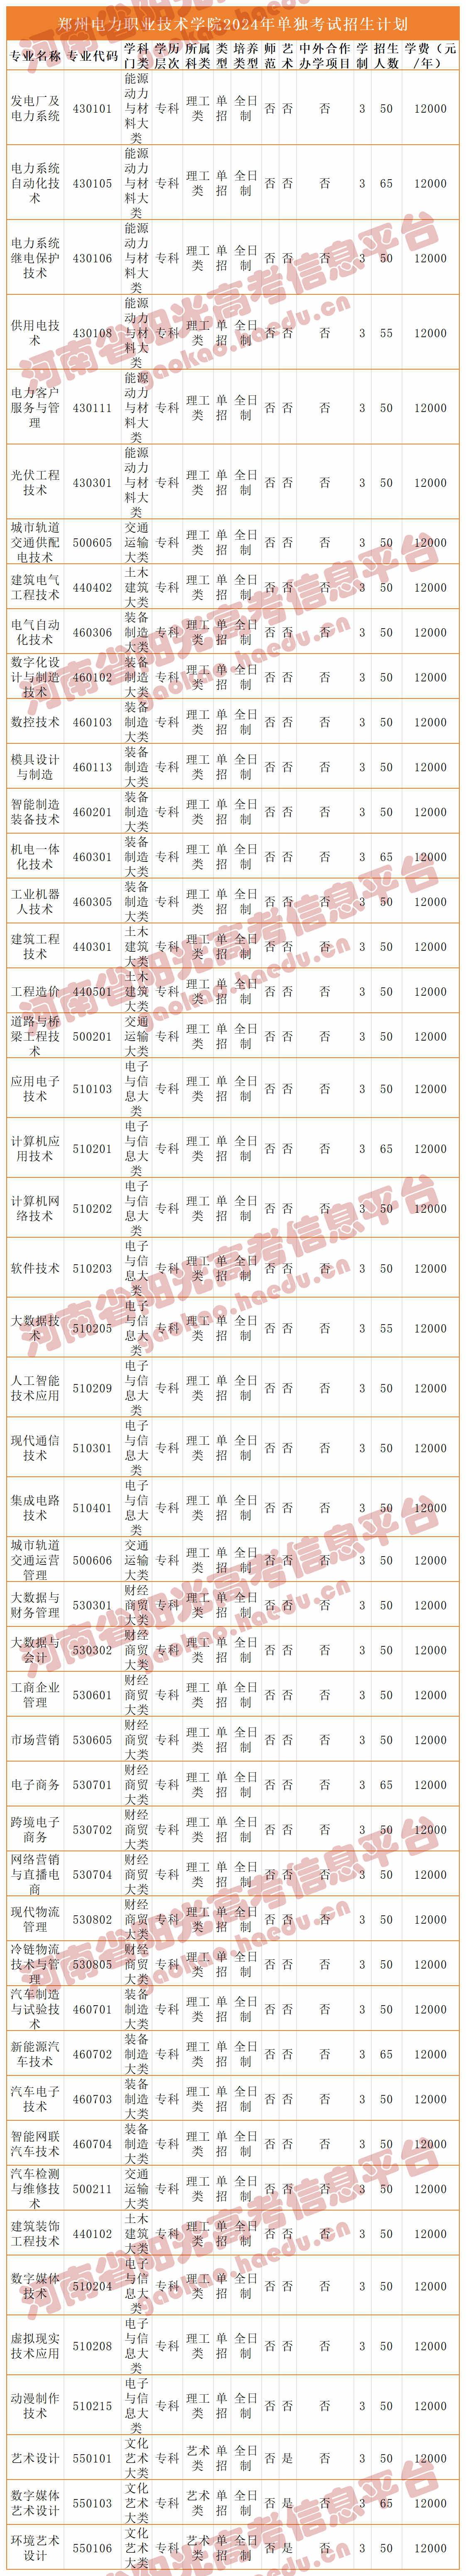 郑州电力职业技术学院2024年单独考试招生计划
专业名称 专业代码 学科门类 学历层次 所属科类 类型 培养类型 师范 艺术 中外合作办学项目 学制 招生人数 学费（元/年）
发电厂及电力系统 430101 能源动力与材料大类 专科 理工类 单招 全日制 否 否 否 3 50 12000
电力系统自动化技术 430105 能源动力与材料大类 专科 理工类 单招 全日制 否 否 否 3 65 12000
电力系统继电保护技术 430106 能源动力与材料大类 专科 理工类 单招 全日制 否 否 否 3 50 12000
供用电技术 430108 能源动力与材料大类 专科 理工类 单招 全日制 否 否 否 3 55 12000
电力客户服务与管理 430111 能源动力与材料大类 专科 理工类 单招 全日制 否 否 否 3 50 12000
光伏工程技术 430301 能源动力与材料大类 专科 理工类 单招 全日制 否 否 否 3 50 12000
城市轨道交通供配电技术 500605 交通运输大类 专科 理工类 单招 全日制 否 否 否 3 50 12000
建筑电气工程技术 440402 土木建筑大类 专科 理工类 单招 全日制 否 否 否 3 50 12000
电气自动化技术 460306 装备制造大类 专科 理工类 单招 全日制 否 否 否 3 50 12000
数字化设计与制造技术 460102 装备制造大类 专科 理工类 单招 全日制 否 否 否 3 50 12000
数控技术 460103 装备制造大类 专科 理工类 单招 全日制 否 否 否 3 50 12000
模具设计与制造 460113 装备制造大类 专科 理工类 单招 全日制 否 否 否 3 50 12000
智能制造装备技术 460201 装备制造大类 专科 理工类 单招 全日制 否 否 否 3 50 12000
机电一体化技术 460301 装备制造大类 专科 理工类 单招 全日制 否 否 否 3 65 12000
工业机器人技术 460305 装备制造大类 专科 理工类 单招 全日制 否 否 否 3 50 12000
建筑工程技术 440301 土木建筑大类 专科 理工类 单招 全日制 否 否 否 3 50 12000
工程造价 440501 土木建筑大类 专科 理工类 单招 全日制 否 否 否 3 50 12000
道路与桥梁工程技术 500201 交通运输大类 专科 理工类 单招 全日制 否 否 否 3 50 12000
应用电子技术 510103 电子与信息大类 专科 理工类 单招 全日制 否 否 否 3 50 12000
计算机应用技术 510201 电子与信息大类 专科 理工类 单招 全日制 否 否 否 3 65 12000
计算机网络技术 510202 电子与信息大类 专科 理工类 单招 全日制 否 否 否 3 50 12000
软件技术 510203 电子与信息大类 专科 理工类 单招 全日制 否 否 否 3 50 12000
大数据技术 510205 电子与信息大类 专科 理工类 单招 全日制 否 否 否 3 55 12000
人工智能技术应用 510209 电子与信息大类 专科 理工类 单招 全日制 否 否 否 3 50 12000
现代通信技术 510301 电子与信息大类 专科 理工类 单招 全日制 否 否 否 3 50 12000
集成电路技术 510401 电子与信息大类 专科 理工类 单招 全日制 否 否 否 3 50 12000
城市轨道交通运营管理 500606 交通运输大类 专科 理工类 单招 全日制 否 否 否 3 50 12000
大数据与财务管理 530301 财经商贸大类 专科 理工类 单招 全日制 否 否 否 3 50 12000
大数据与会计 530302 财经商贸大类 专科 理工类 单招 全日制 否 否 否 3 50 12000
工商企业管理 530601 财经商贸大类 专科 理工类 单招 全日制 否 否 否 3 50 12000
市场营销 530605 财经商贸大类 专科 理工类 单招 全日制 否 否 否 3 50 12000
电子商务 530701 财经商贸大类 专科 理工类 单招 全日制 否 否 否 3 65 12000
跨境电子商务 530702 财经商贸大类 专科 理工类 单招 全日制 否 否 否 3 50 12000
网络营销与直播电商 530704 财经商贸大类 专科 理工类 单招 全日制 否 否 否 3 50 12000
现代物流管理 530802 财经商贸大类 专科 理工类 单招 全日制 否 否 否 3 50 12000
冷链物流技术与管理 530805 财经商贸大类 专科 理工类 单招 全日制 否 否 否 3 50 12000
汽车制造与试验技术 460701 装备制造大类 专科 理工类 单招 全日制 否 否 否 3 50 12000
新能源汽车技术 460702 装备制造大类 专科 理工类 单招 全日制 否 否 否 3 65 12000
汽车电子技术 460703 装备制造大类 专科 理工类 单招 全日制 否 否 否 3 50 12000
智能网联汽车技术 460704 装备制造大类 专科 理工类 单招 全日制 否 否 否 3 50 12000
汽车检测与维修技术 500211 交通运输大类 专科 理工类 单招 全日制 否 否 否 3 50 12000
建筑装饰工程技术 440102 土木建筑大类 专科 理工类 单招 全日制 否 否 否 3 50 12000
数字媒体技术 510204 电子与信息大类 专科 理工类 单招 全日制 否 否 否 3 50 12000
虚拟现实技术应用 510208 电子与信息大类 专科 理工类 单招 全日制 否 否 否 3 50 12000
动漫制作技术 510215 电子与信息大类 专科 理工类 单招 全日制 否 否 否 3 50 12000
艺术设计 550101 文化艺术大类 专科 艺术类 单招 全日制 否 是 否 3 50 12000
数字媒体艺术设计 550103 文化艺术大类 专科 艺术类 单招 全日制 否 是 否 3 65 12000
环境艺术设计 550106 文化艺术大类 专科 艺术类 单招 全日制 否 是 否 3 50 12000
河南省阳光高考信息平台
gaokao.haedu.cn